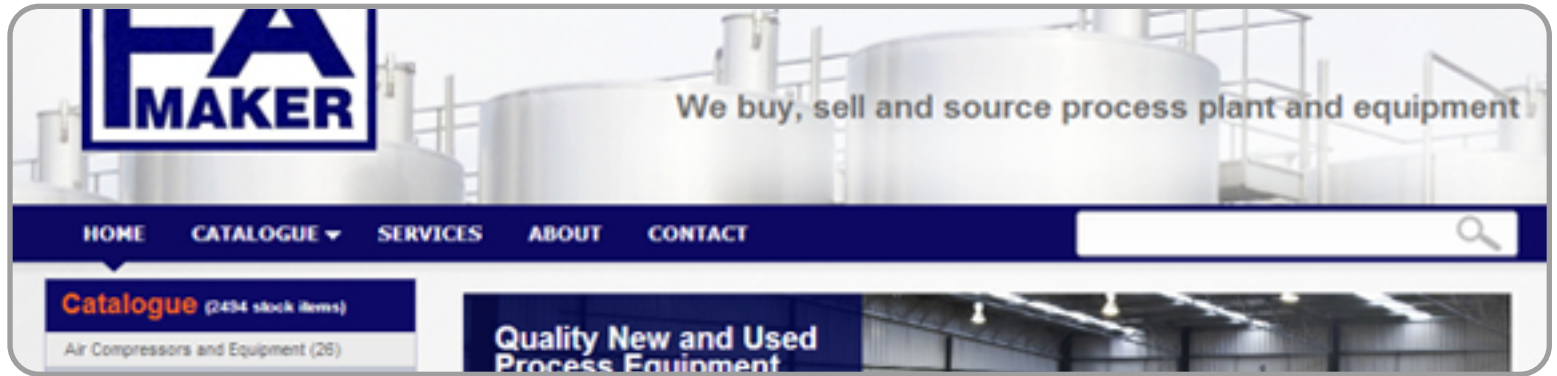 FA
MAKER
We buy, sell and source process plant and equipment
HOME CATALOGUE SERVICES ABOUT CONTACT
Catalogue (2494 stock items)
Air Compressors and Equipment (26)
Quality New and Used
Process Equipment